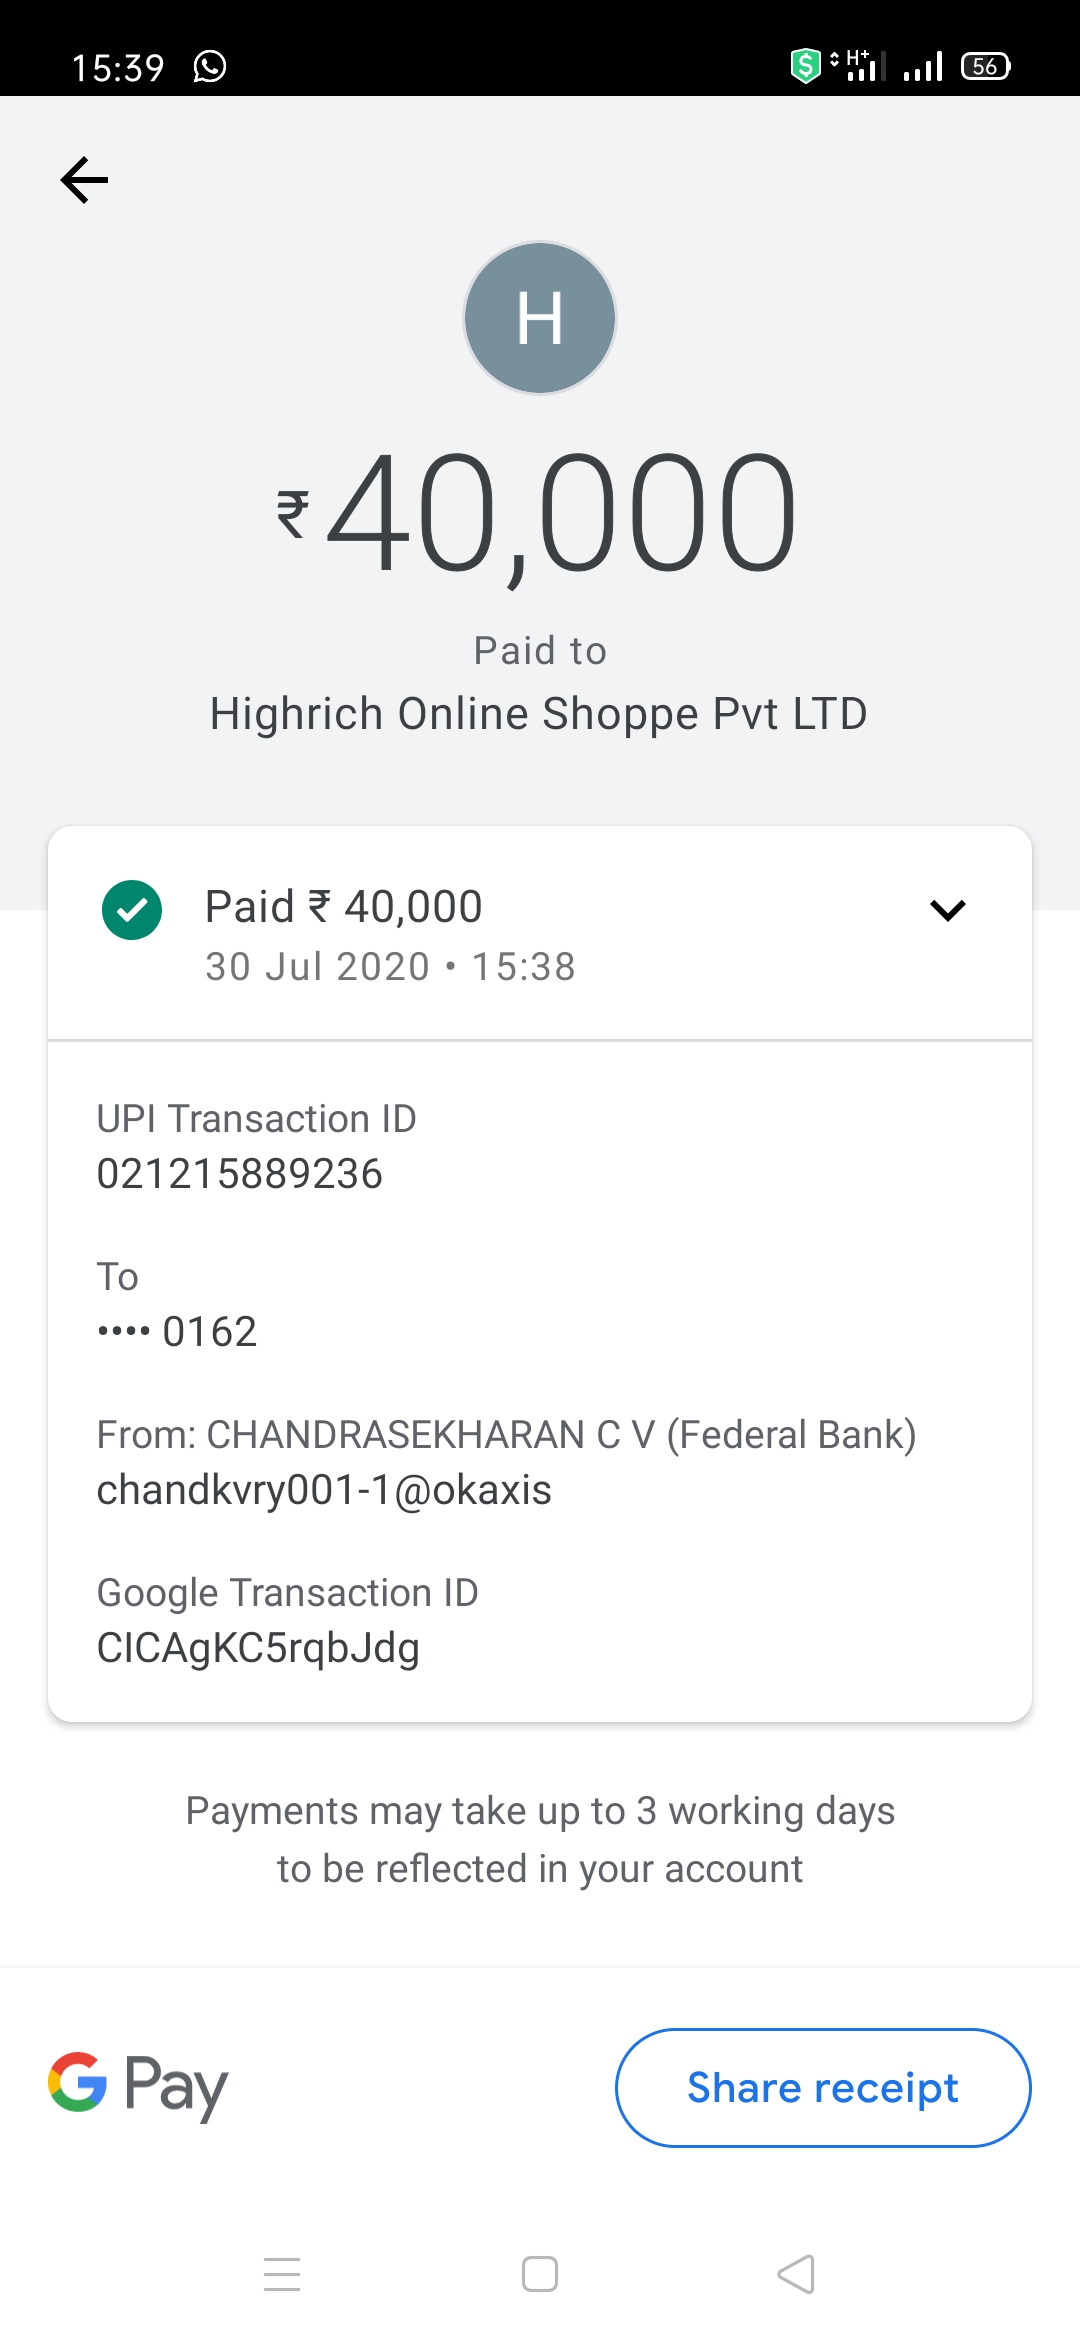 15:39
H+
56
H
₹40,000
Paid to
Highrich Online Shoppe Pvt LTD
Paid ₹ 40,000
30 Jul 2020 • 15:38
UPI Transaction ID
021215889236
To
•••• 0162
From: CHANDRASEKHARAN C V (Federal Bank)
chandkvry001-1@okaxis
Google Transaction ID
CICAgKC5rqbJdg
Payments may take up to 3 working days
to be reflected in your account
G Pay
Share receipt